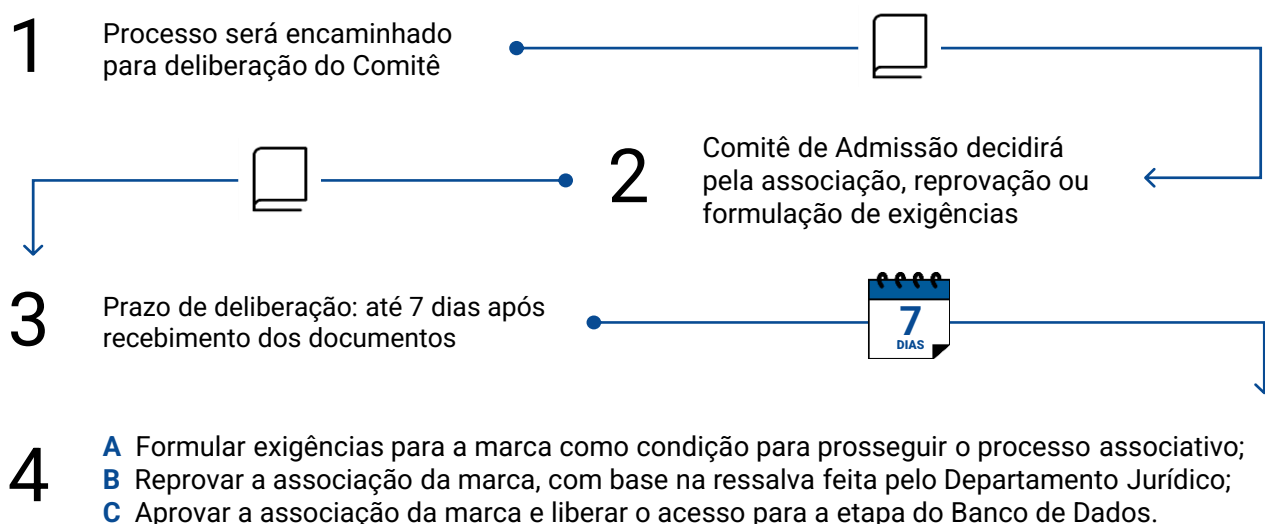 1
Processo será encaminhado
para deliberação do Comitê
2
Comitê de Admissão decidirá
pela associação, reprovação ou
formulação de exigências
3
Prazo de deliberação: até 7 dias após
recebimento dos documentos
7
DIAS
4
A Formular exigências para a marca como condição para prosseguir o processo associativo;
B Reprovar a associação da marca, com base na ressalva feita pelo Departamento Jurídico;
C Aprovar a associação da marca e liberar o acesso para a etapa do Banco de Dados.